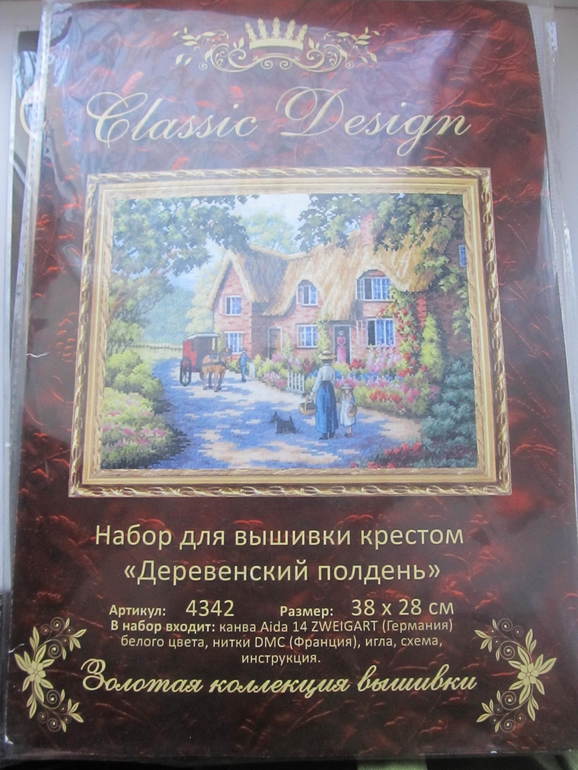 Classic Design
Набор для вышивки крестом
«Деревенский полдень»
Артикул: 4342 Размер: 38 x 28 см
В набор входит: канва Aida 14 ZWEIGART (Германия)
белого цвета, нитки DMC (Франция), игла, схема,
инструкция.
Золотая коллекция вышивки